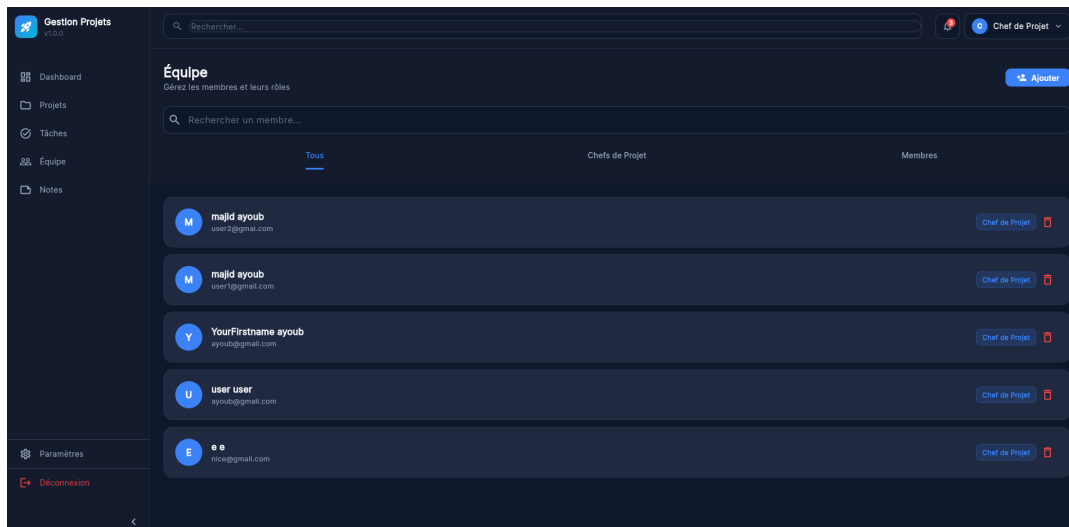 Gestion Projets
v1.0.0
Rechercher...
3
C Chef de Projet
Dashboard
Projets
Tâches
Équipe
Notes
Paramètres
Déconnexion
Équipe
Gérez les membres et leurs rôles
Ajouter
Rechercher un membre...
Tous Chefs de Projet Membres
M majid ayoub
user2@gmai.com
Chef de Projet
M majid ayoub
user1@gmail.com
Chef de Projet
Y YourFirstname ayoub
ayoub@gmail.com
Chef de Projet
U user user
ayoub@gmail.com
Chef de Projet
E e e
nice@gmail.com
Chef de Projet